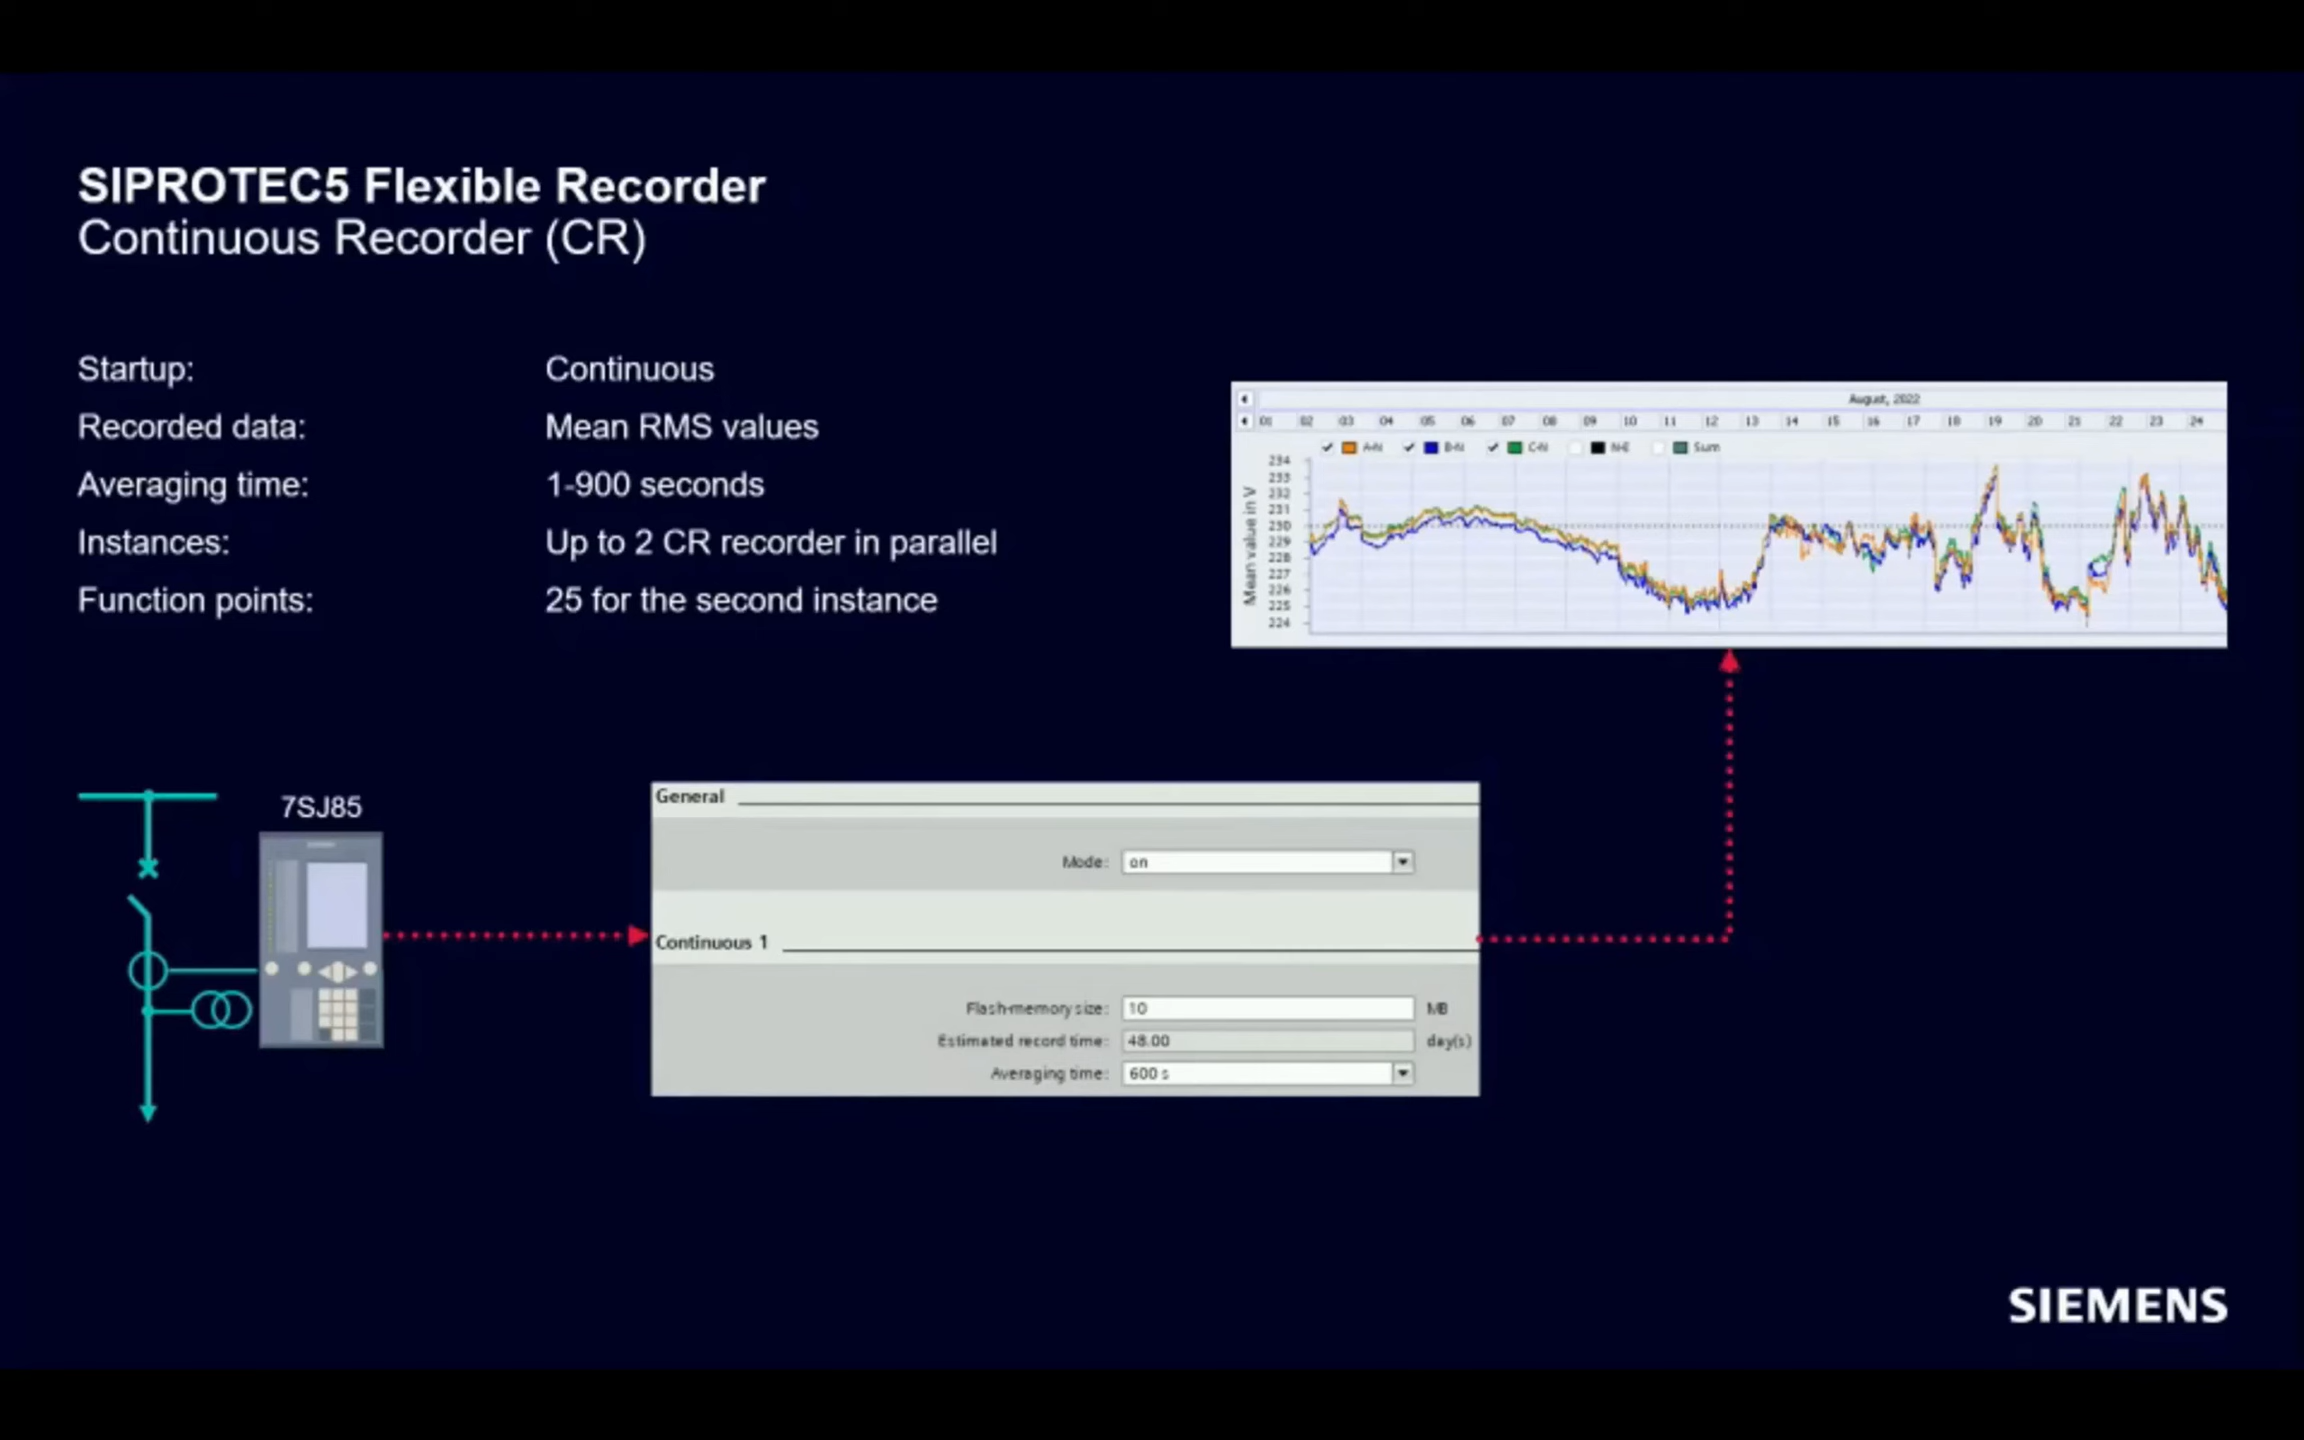 SIPROTEC5 Flexible Recorder
Continuous Recorder (CR)
Startup: Continuous
Recorded data: Mean RMS values
Averaging time: 1-900 seconds
Instances: Up to 2 CR recorder in parallel
Function points: 25 for the second instance
August, 2022
01 02 03 04 05 06 07 08 09 10 11 12 13 14 15 16 17 18 19 20 21 22 23 24
A-N B-N C-N N-E Sum
Mean value in V
234
233
232
231
230
229
228
227
226
225
224
7SJ85
General
Mode: on
Continuous 1
Flash-memory size: 10 MB
Estimated record time: 48.00 day(s)
Averaging time: 600 s
SIEMENS